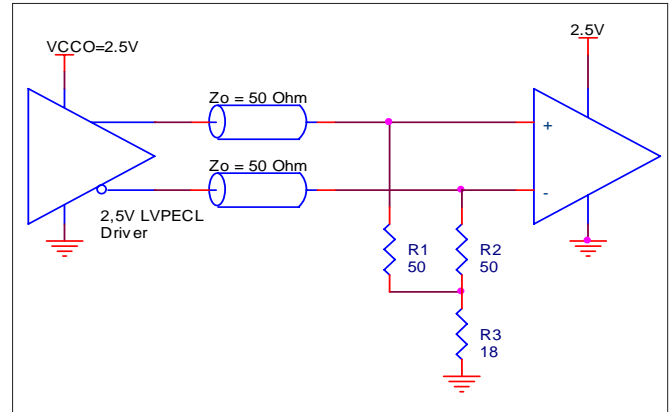 VCCO=2.5V
2.5V
Zo = 50 Ohm
+
Zo = 50 Ohm
-
2,5V LVPECL
Driver
R1
50
R2
50
R3
18